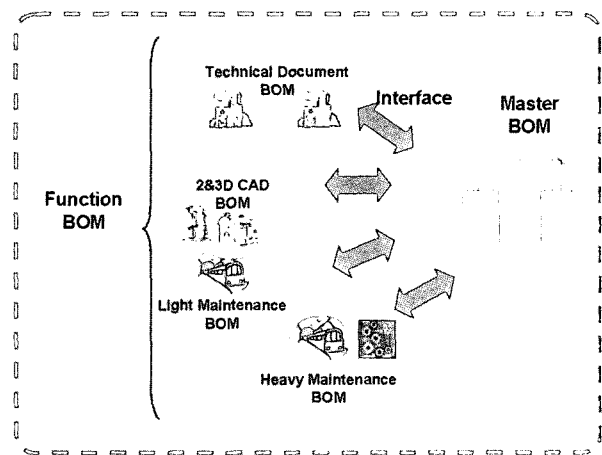 Technical Document
BOM
Interface
Master
BOM
2&3D CAD
BOM
Function
BOM
Light Maintenance
BOM
Heavy Maintenance
BOM